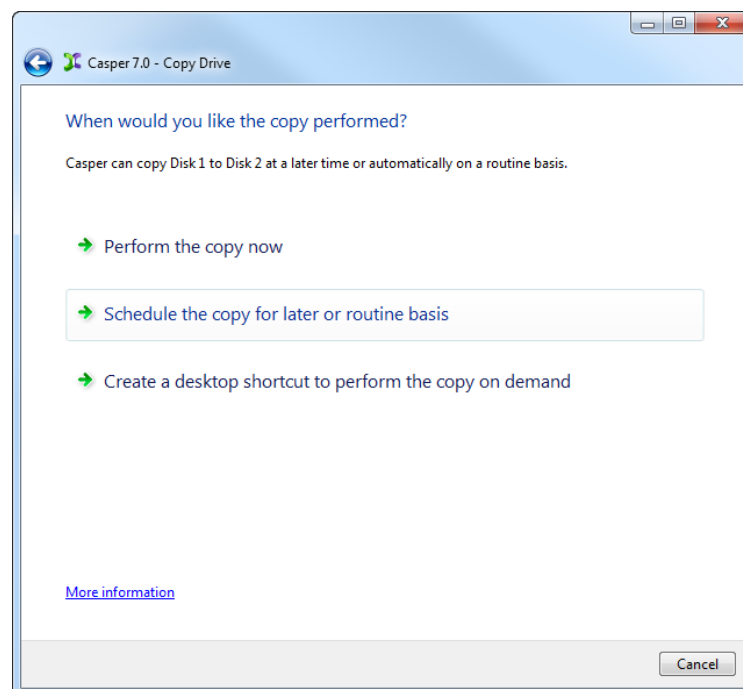 Casper 7.0 - Copy Drive
When would you like the copy performed?
Casper can copy Disk 1 to Disk 2 at a later time or automatically on a routine basis.
Perform the copy now
Schedule the copy for later or routine basis
Create a desktop shortcut to perform the copy on demand
More information
Cancel